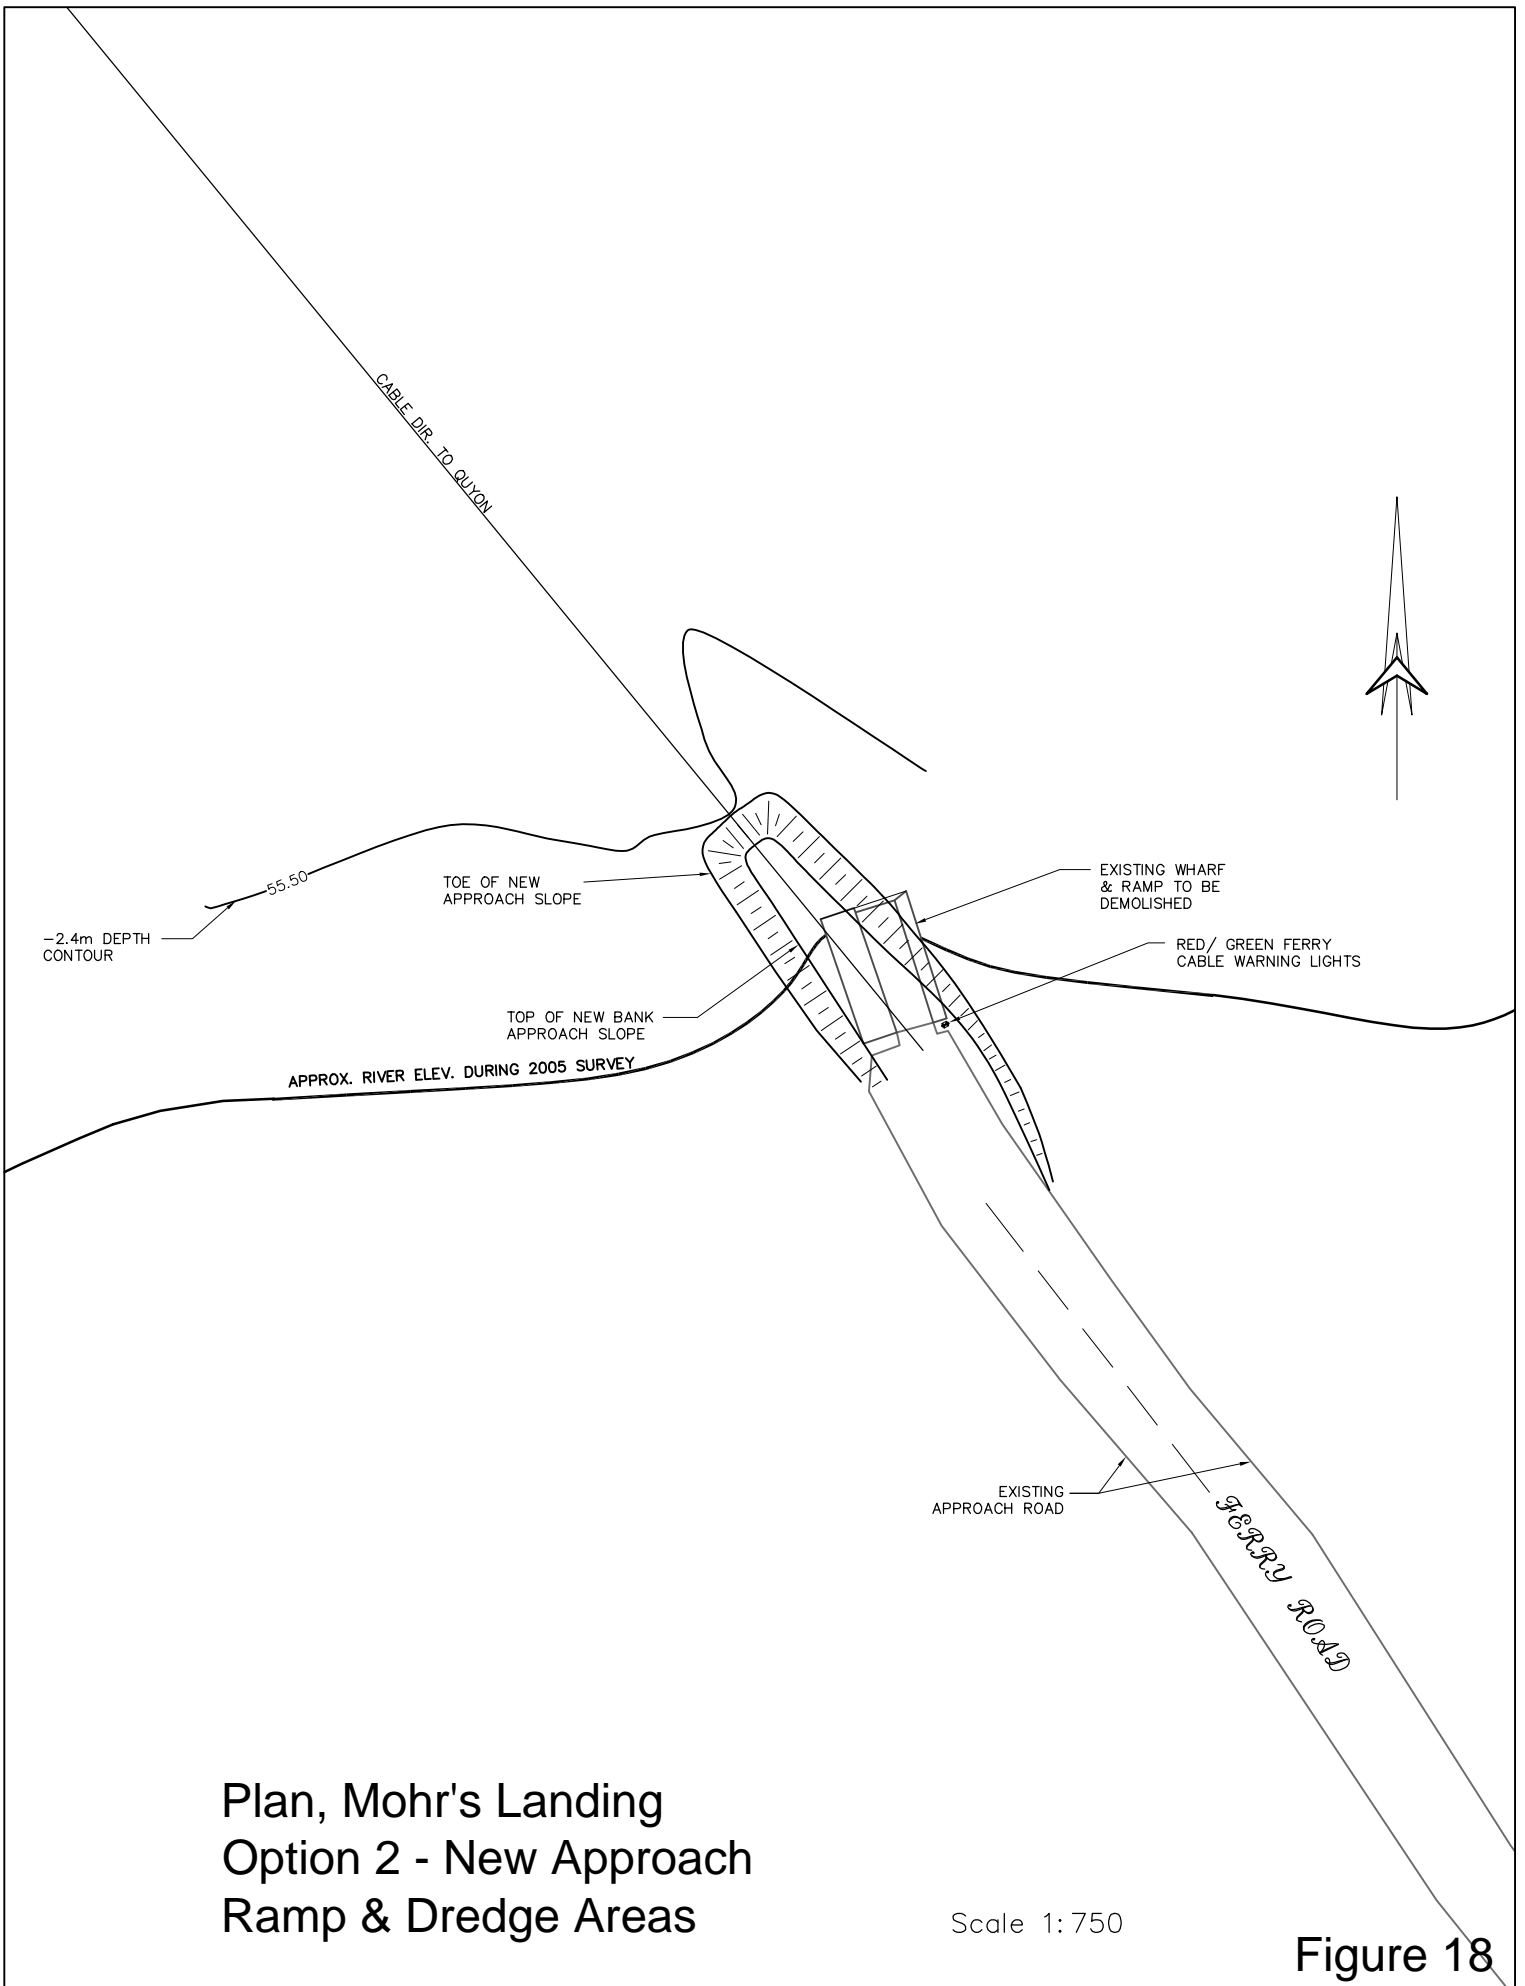 CABLE DIR. TO QUYON
55.50
-2.4m DEPTH
CONTOUR
TOE OF NEW
APPROACH SLOPE
EXISTING WHARF
& RAMP TO BE
DEMOLISHED
RED/ GREEN FERRY
CABLE WARNING LIGHTS
TOP OF NEW BANK
APPROACH SLOPE
APPROX. RIVER ELEV. DURING 2005 SURVEY
EXISTING
APPROACH ROAD
FERRY ROAD
Plan, Mohr's Landing
Option 2 - New Approach
Ramp & Dredge Areas
Scale 1:750
Figure 18